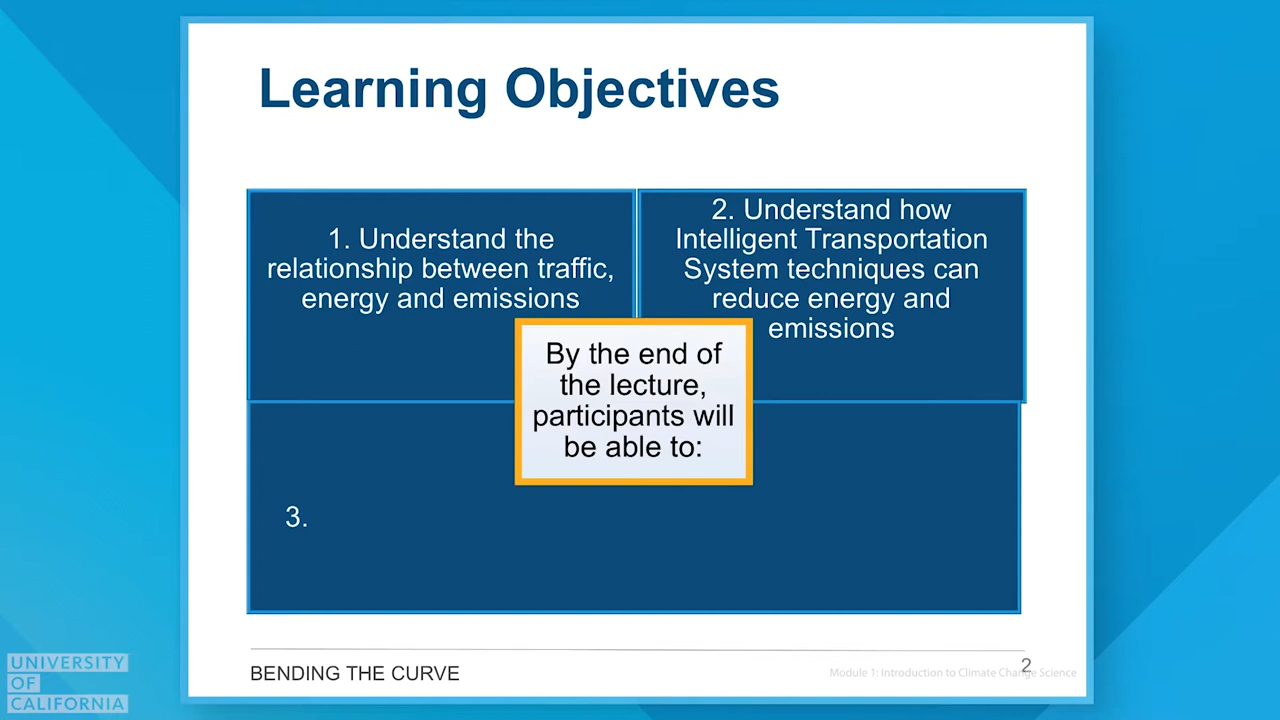 Learning Objectives
1. Understand the
relationship between traffic,
energy and emissions
2. Understand how
Intelligent Transportation
System techniques can
reduce energy and
emissions
By the end of
the lecture,
participants will
be able to:
3.
BENDING THE CURVE
Module 1: Introduction to Climate Change Science
2
UNIVERSITY
OF
CALIFORNIA